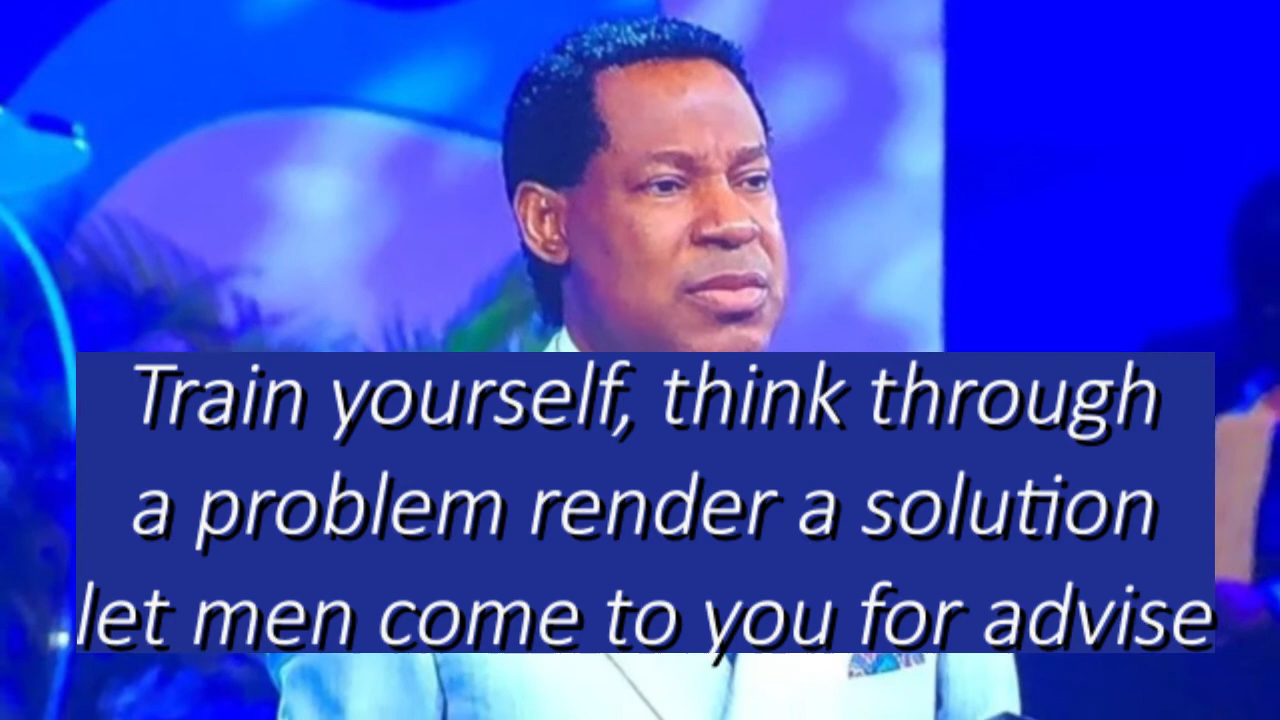 Train yourself, think through
a problem render a solution
let men come to you for advise